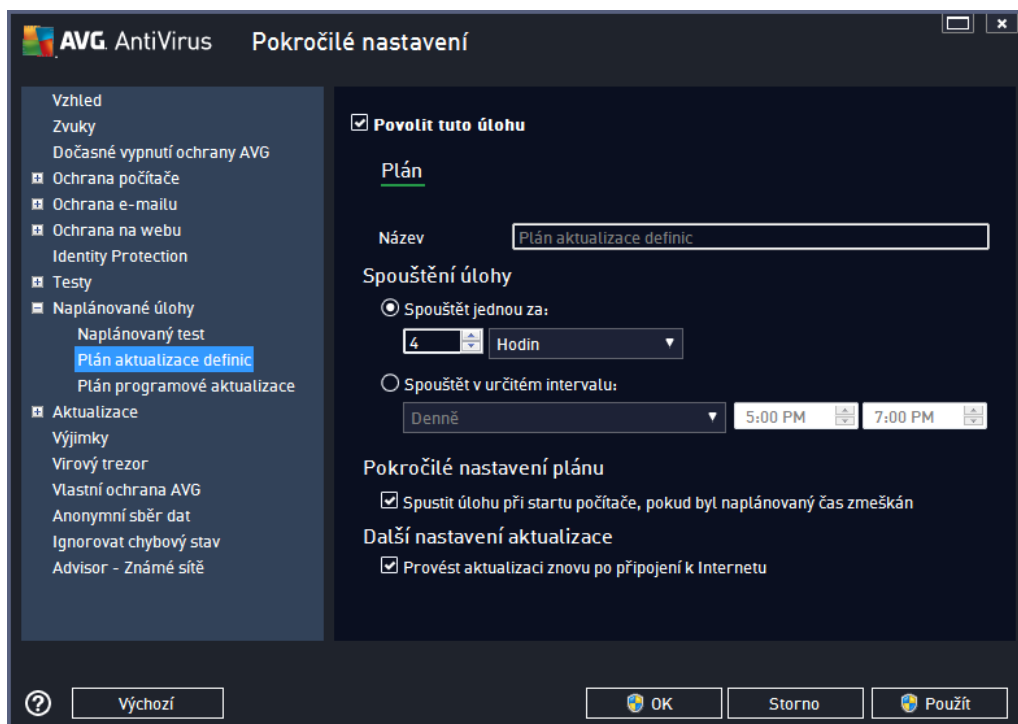 AVG. AntiVirus Pokročilé nastavení
Vzhled
Zvuky
Dočasné vypnutí ochrany AVG
Ochrana počítače
Ochrana e-mailu
Ochrana na webu
Identity Protection
Testy
Naplánované úlohy
Naplánovaný test
Plán aktualizace definic
Plán programové aktualizace
Aktualizace
Výjimky
Virový trezor
Vlastní ochrana AVG
Anonymní sběr dat
Ignorovat chybový stav
Advisor - Známé sítě
Povolit tuto úlohu
Plán
Název Plán aktualizace definic
Spouštění úlohy
Spouštět jednou za:
4 Hodin
Spouštět v určitém intervalu:
Denně 5:00 PM 7:00 PM
Pokročilé nastavení plánu
Spustit úlohu při startu počítače, pokud byl naplánovaný čas zmeškán
Další nastavení aktualizace
Provést aktualizaci znovu po připojení k Internetu
? Výchozí OK Storno Použít